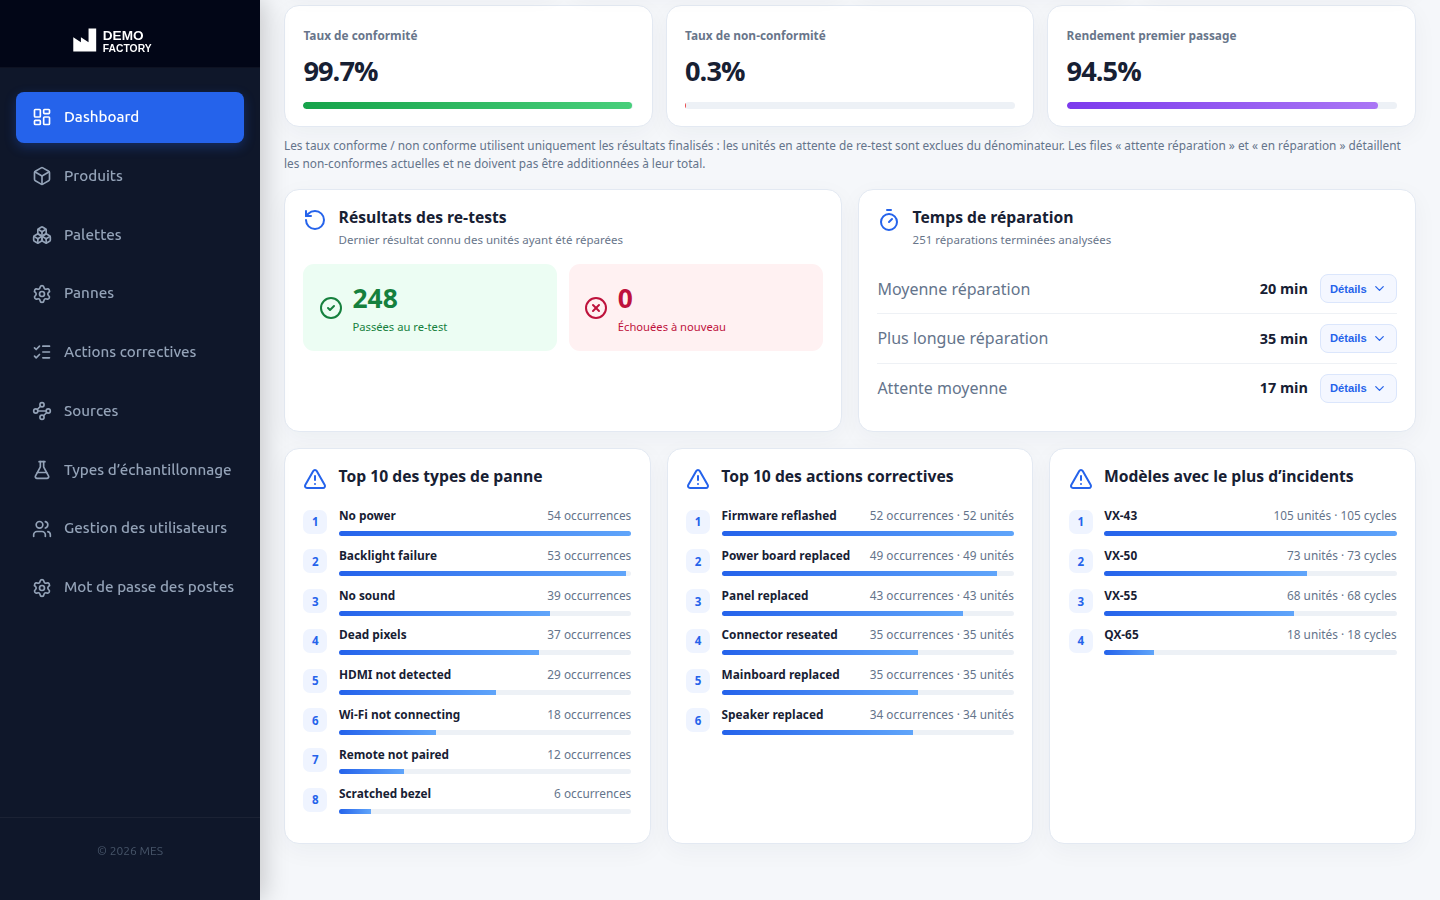 DEMO
FACTORY
Dashboard
Produits
Palettes
Pannes
Actions correctives
Sources
Types d’échantillonnage
Gestion des utilisateurs
Mot de passe des postes
© 2026 MES
Taux de conformité
99.7%
Taux de non-conformité
0.3%
Rendement premier passage
94.5%
Les taux conforme / non conforme utilisent uniquement les résultats finalisés : les unités en attente de re-test sont exclues du dénominateur. Les files « attente réparation » et « en réparation » détaillent
les non-conformes actuelles et ne doivent pas être additionnées à leur total.
Résultats des re-tests
Dernier résultat connu des unités ayant été réparées
248
Passées au re-test
0
Échouées à nouveau
Temps de réparation
251 réparations terminées analysées
Moyenne réparation 20 min Détails
Plus longue réparation 35 min Détails
Attente moyenne 17 min Détails
Top 10 des types de panne
1 No power 54 occurrences
2 Backlight failure 53 occurrences
3 No sound 39 occurrences
4 Dead pixels 37 occurrences
5 HDMI not detected 29 occurrences
6 Wi-Fi not connecting 18 occurrences
7 Remote not paired 12 occurrences
8 Scratched bezel 6 occurrences
Top 10 des actions correctives
1 Firmware reflashed 52 occurrences · 52 unités
2 Power board replaced 49 occurrences · 49 unités
3 Panel replaced 43 occurrences · 43 unités
4 Connector reseated 35 occurrences · 35 unités
5 Mainboard replaced 35 occurrences · 35 unités
6 Speaker replaced 34 occurrences · 34 unités
Modèles avec le plus d’incidents
1 VX-43 105 unités · 105 cycles
2 VX-50 73 unités · 73 cycles
3 VX-55 68 unités · 68 cycles
4 QX-65 18 unités · 18 cycles